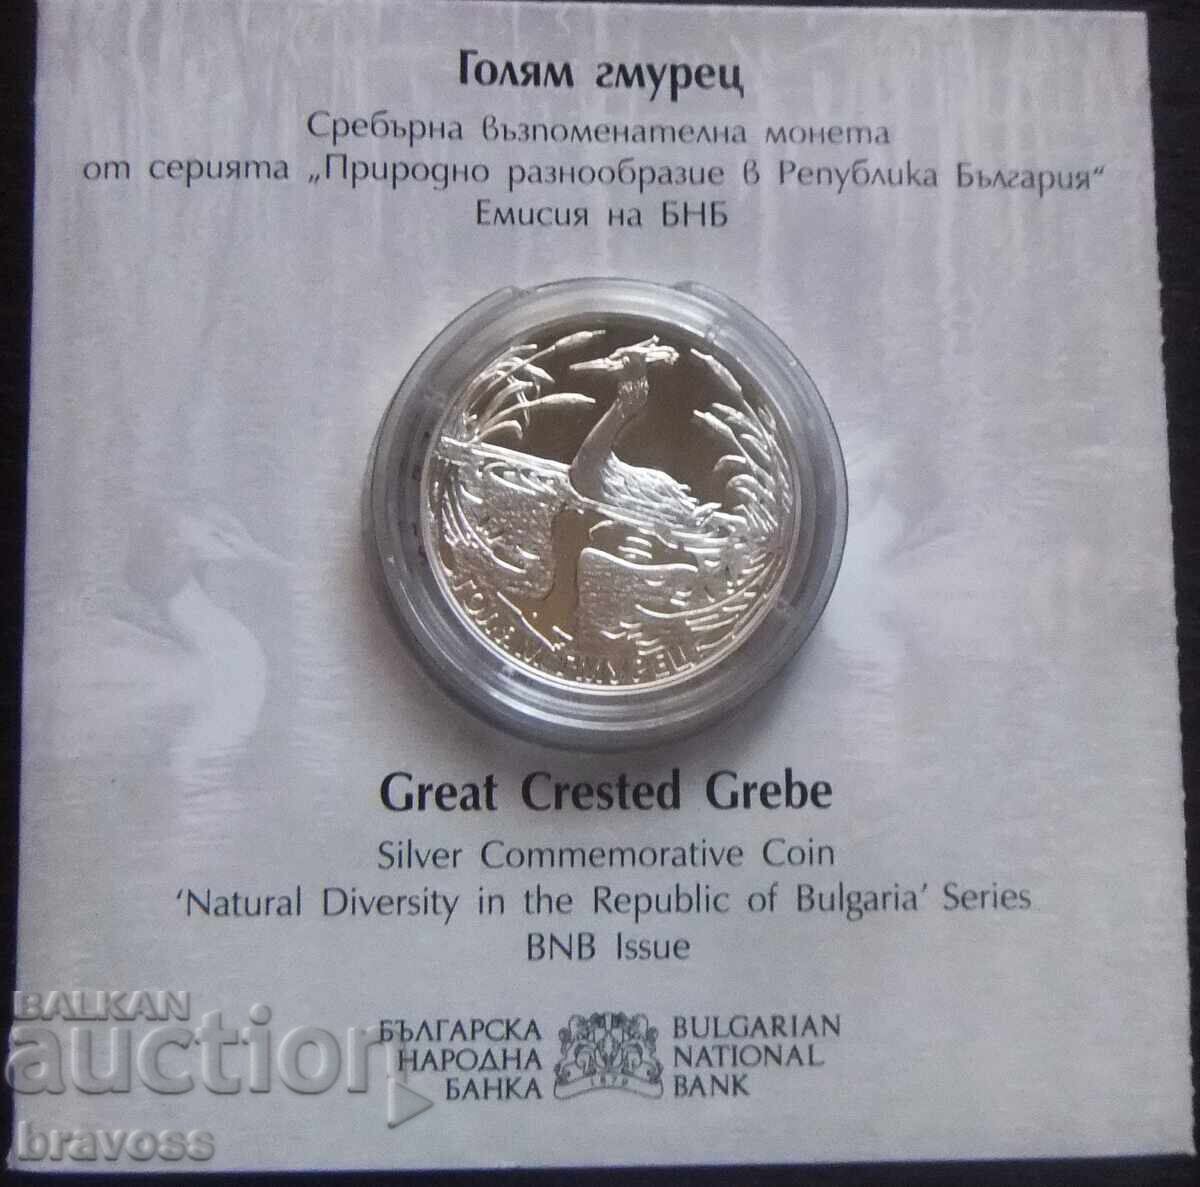 Голям гмурец
Сребърна възпоменателна монета
от серията „Природно разнообразие в Република България“
Емисия на БНБ
ГОЛЯМ ГМУРЕЦ
Great Crested Grebe
Silver Commemorative Coin
'Natural Diversity in the Republic of Bulgaria' Series
BNB Issue
БЪЛГАРСКА
НАРОДНА
БАНКА
1879
BULGARIAN
NATIONAL
BANK
BALKAN
auction
bravoss